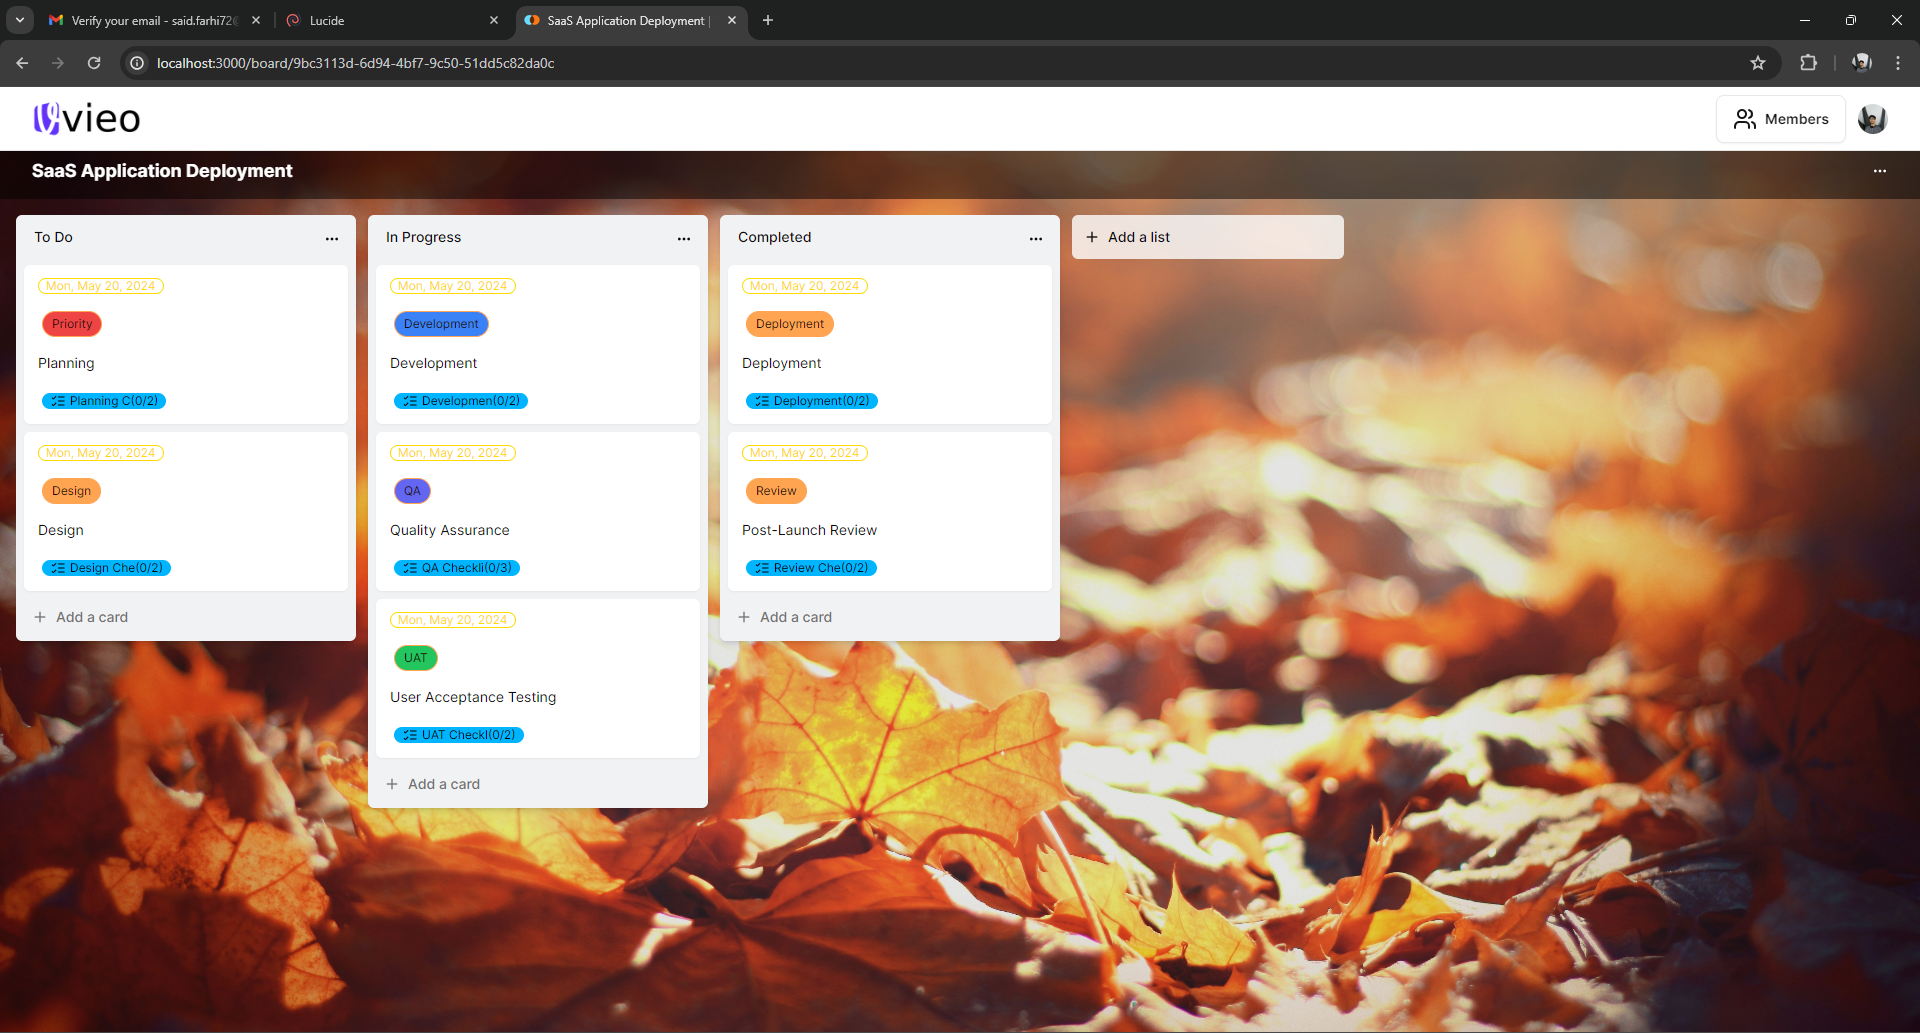 Verify your email - said.farhi72
Lucide
SaaS Application Deployment |
localhost:3000/board/9bc3113d-6d94-4bf7-9c50-51dd5c82da0c
vieo
Members
SaaS Application Deployment
To Do
Mon, May 20, 2024
Priority
Planning
Planning C(0/2)
Mon, May 20, 2024
Design
Design
Design Che(0/2)
+ Add a card
In Progress
Mon, May 20, 2024
Development
Development
Developmen(0/2)
Mon, May 20, 2024
QA
Quality Assurance
QA Checkli(0/3)
Mon, May 20, 2024
UAT
User Acceptance Testing
UAT Checkl(0/2)
+ Add a card
Completed
Mon, May 20, 2024
Deployment
Deployment
Deployment(0/2)
Mon, May 20, 2024
Review
Post-Launch Review
Review Che(0/2)
+ Add a card
+ Add a list